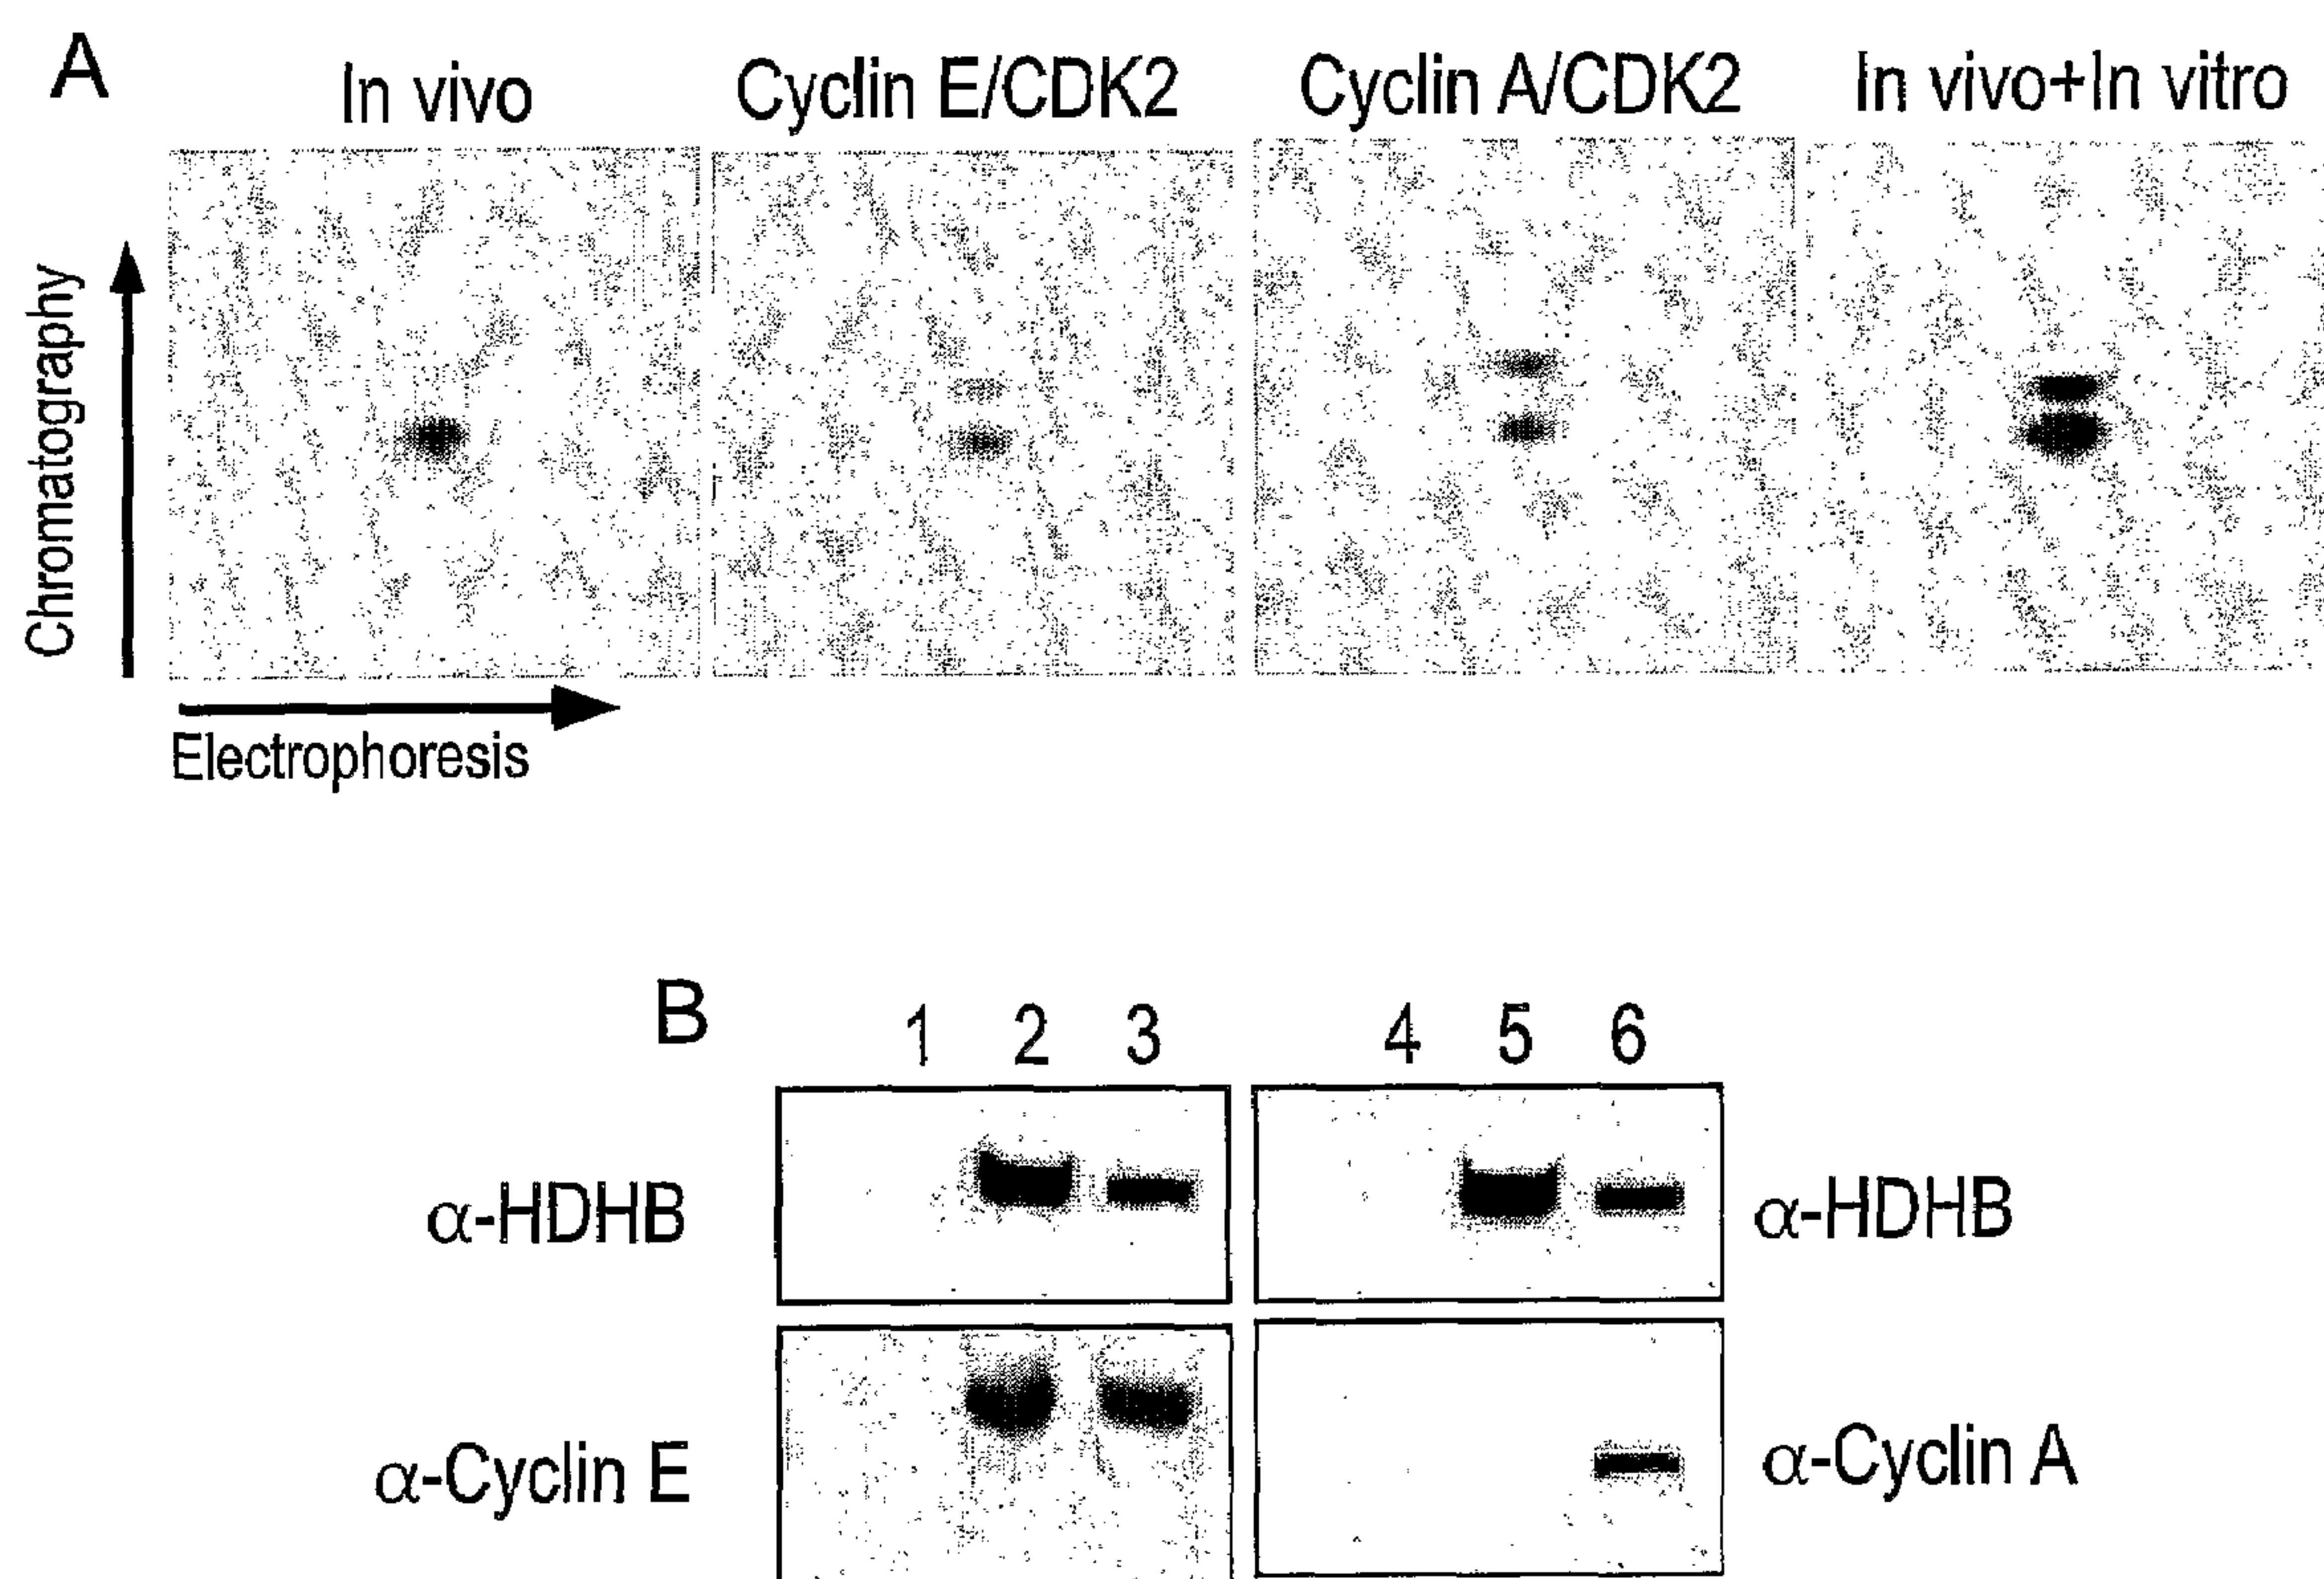 A
In vivo
Cyclin E/CDK2
Cyclin A/CDK2
In vivo+In vitro
Chromatography
Electrophoresis
B
1 2 3 4 5 6
α-HDHB
α-HDHB
α-Cyclin E
α-Cyclin A